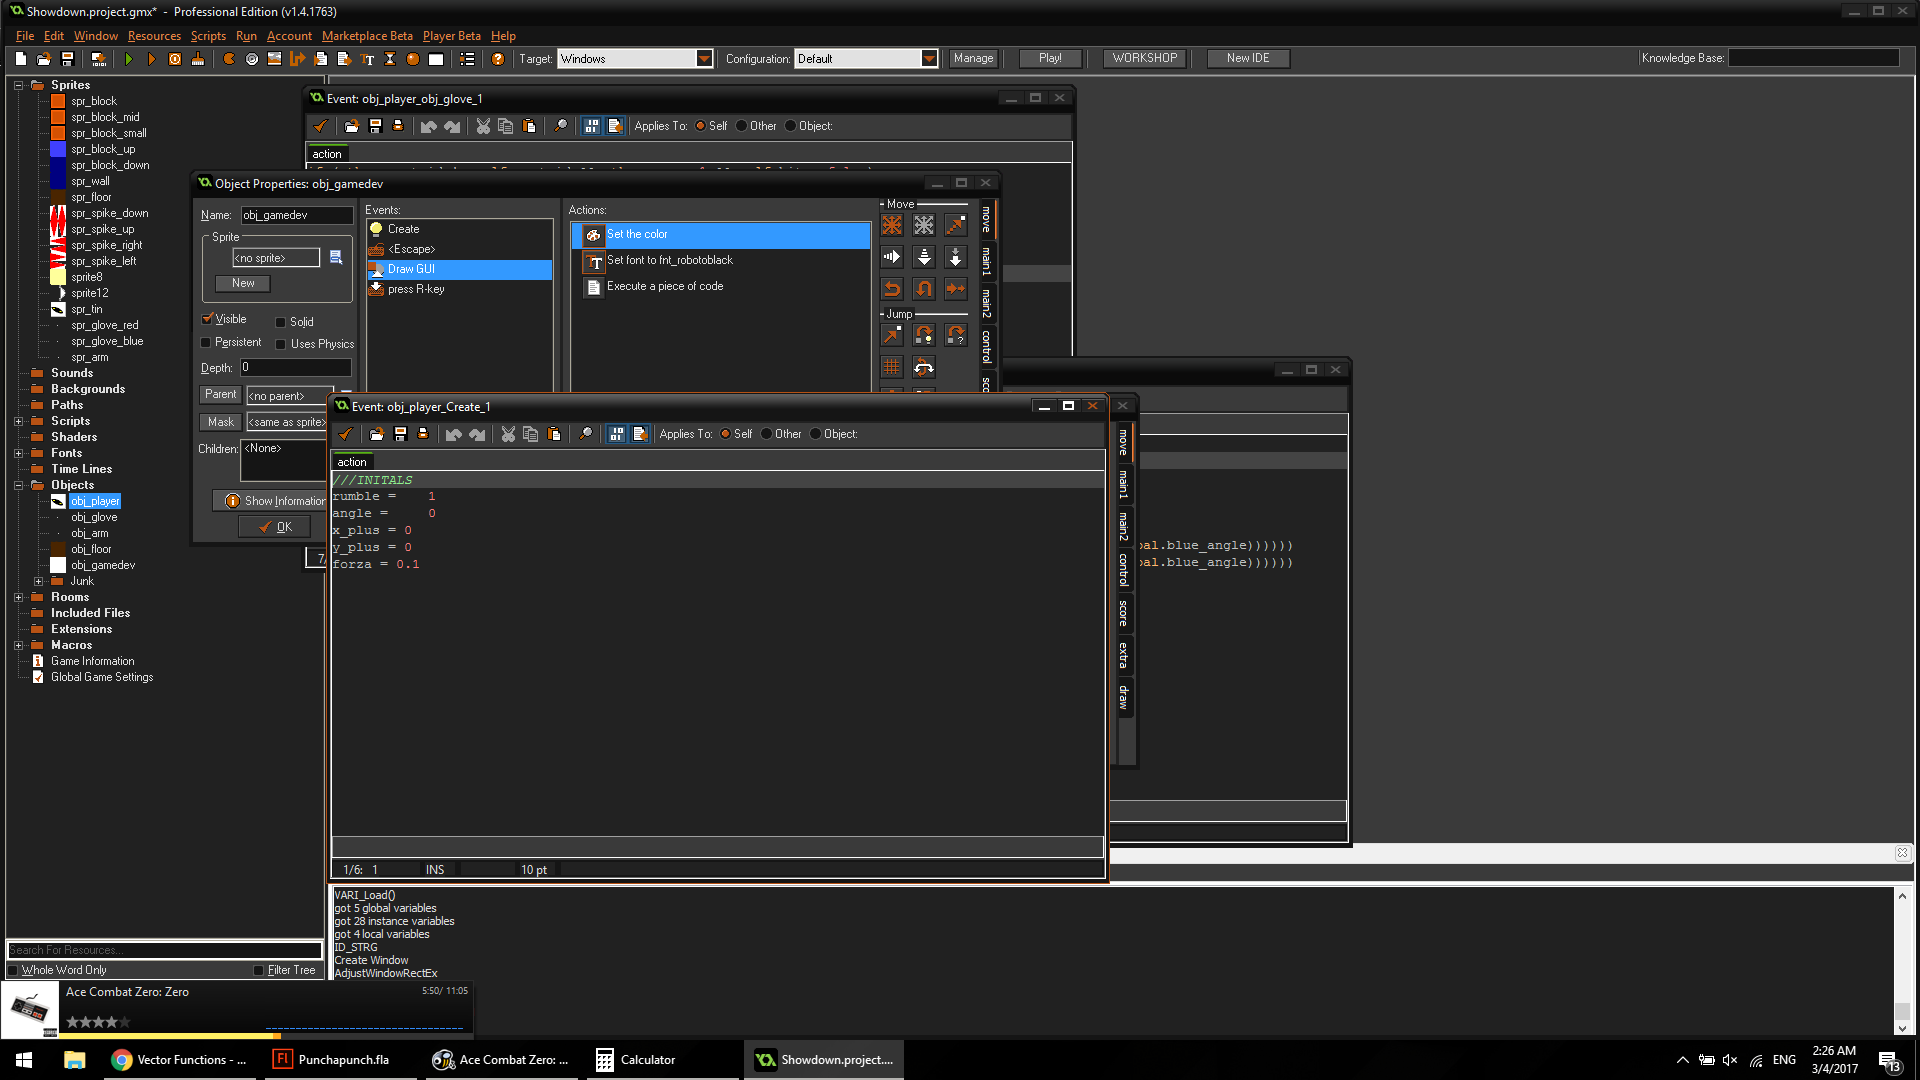 Showdown.project.gmx* - Professional Edition (v1.4.1763)
File Edit Window Resources Scripts Run Account Marketplace Beta Player Beta Help
Target: Windows Configuration: Default Manage Play! WORKSHOP New IDE Knowledge Base:
Sprites
spr_block
spr_block_mid
spr_block_small
spr_block_up
spr_block_down
spr_wall
spr_floor
spr_spike_down
spr_spike_up
spr_spike_right
spr_spike_left
sprite8
sprite12
spr_tin
spr_glove_red
spr_glove_blue
spr_arm
Sounds
Backgrounds
Paths
Scripts
Shaders
Fonts
Time Lines
Objects
obj_player
obj_glove
obj_arm
obj_floor
obj_gamedev
Junk
Rooms
Included Files
Extensions
Macros
Game Information
Global Game Settings
Search For Resources...
Whole Word Only Filter Tree
Event: obj_player_obj_glove_1
Applies To: Self Other Object:
action
Object Properties: obj_gamedev
Name: obj_gamedev
Sprite
<no sprite>
New
Visible Solid
Persistent Uses Physics
Depth: 0
Parent <no parent>
Mask <same as sprite>
Children: <None>
Show Information
OK
Events:
Create
<Escape>
Draw GUI
press R-key
Actions:
Set the color
Set font to fnt_robotoblack
Execute a piece of code
Move
Jump
move
main1
main2
control
sco
7/
Event: obj_player_Create_1
Applies To: Self Other Object:
action
///INITALS
rumble = 1
angle = 0
x_plus = 0
y_plus = 0
forza = 0.1
1/6: 1 INS 10 pt
move
main1
main2
control
score
extra
draw
bal.blue_angle))))))
bal.blue_angle))))))
VARI_Load()
got 5 global variables
got 28 instance variables
got 4 local variables
ID_STRG
Create Window
AdjustWindowRectEx
Ace Combat Zero: Zero 5:50/ 11:05
Vector Functions - ... Punchapunch.fla Ace Combat Zero: ... Calculator Showdown.project....
ENG 2:26 AM
3/4/2017
13